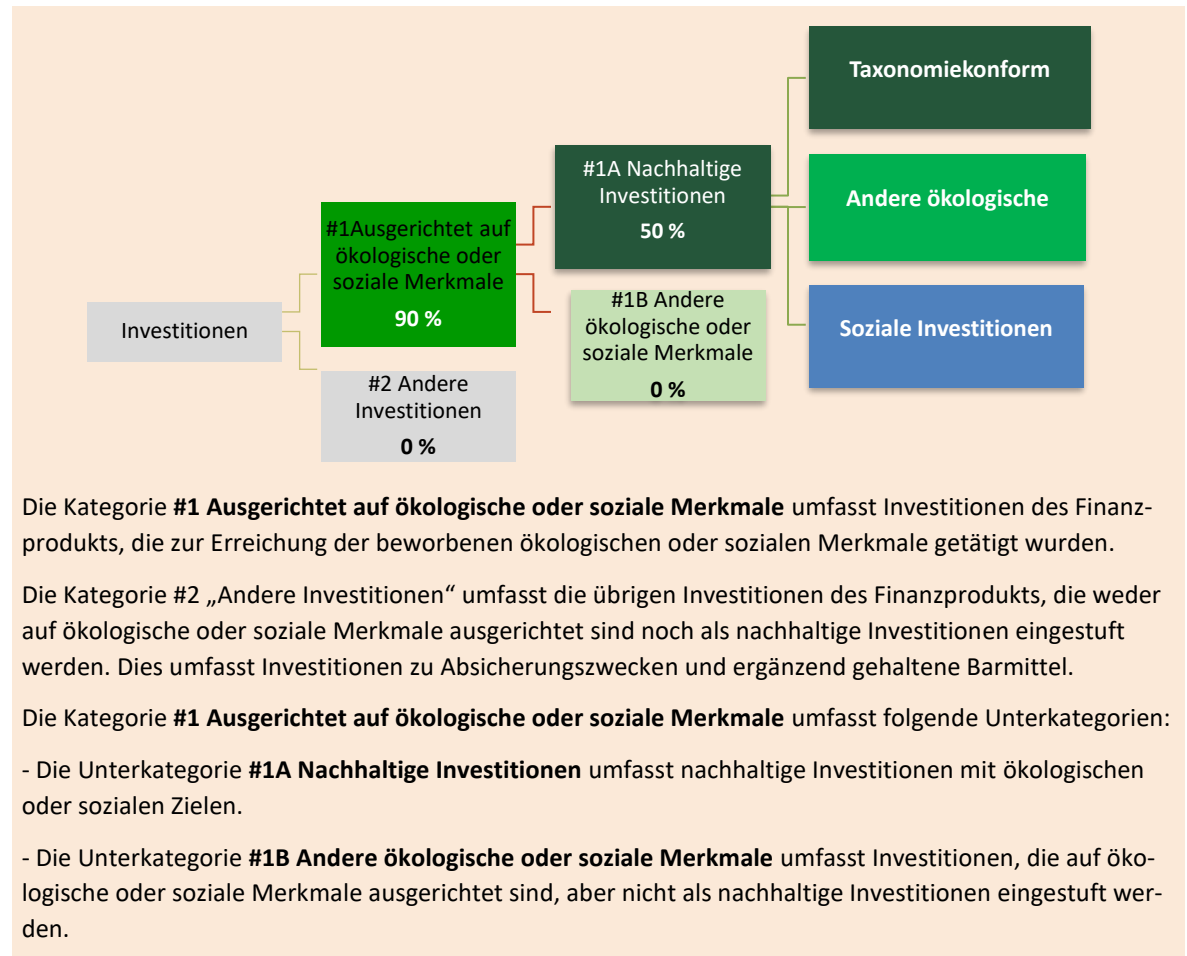 Taxonomiekonform
#1A Nachhaltige
Investitionen
50 %
Andere ökologische
#1Ausgerichtet auf
ökologische oder
soziale Merkmale
90 %
#1B Andere
ökologische oder
soziale Merkmale
0 %
Soziale Investitionen
Investitionen
#2 Andere
Investitionen
0 %
Die Kategorie #1 Ausgerichtet auf ökologische oder soziale Merkmale umfasst Investitionen des Finanz-
produkts, die zur Erreichung der beworbenen ökologischen oder sozialen Merkmale getätigt wurden.
Die Kategorie #2 „Andere Investitionen“ umfasst die übrigen Investitionen des Finanzprodukts, die weder
auf ökologische oder soziale Merkmale ausgerichtet sind noch als nachhaltige Investitionen eingestuft
werden. Dies umfasst Investitionen zu Absicherungszwecken und ergänzend gehaltene Barmittel.
Die Kategorie #1 Ausgerichtet auf ökologische oder soziale Merkmale umfasst folgende Unterkategorien:
- Die Unterkategorie #1A Nachhaltige Investitionen umfasst nachhaltige Investitionen mit ökologischen
oder sozialen Zielen.
- Die Unterkategorie #1B Andere ökologische oder soziale Merkmale umfasst Investitionen, die auf öko-
logische oder soziale Merkmale ausgerichtet sind, aber nicht als nachhaltige Investitionen eingestuft wer-
den.